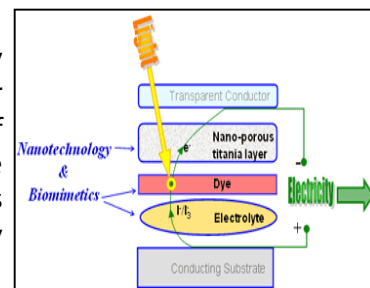 Light
Transparent Conductor
Nano-porous
titania layer
e-
Nanotechnology
&
Biomimetics
Dye
-
Electricity
I-/I3
Electrolyte
+
Conducting Substrate